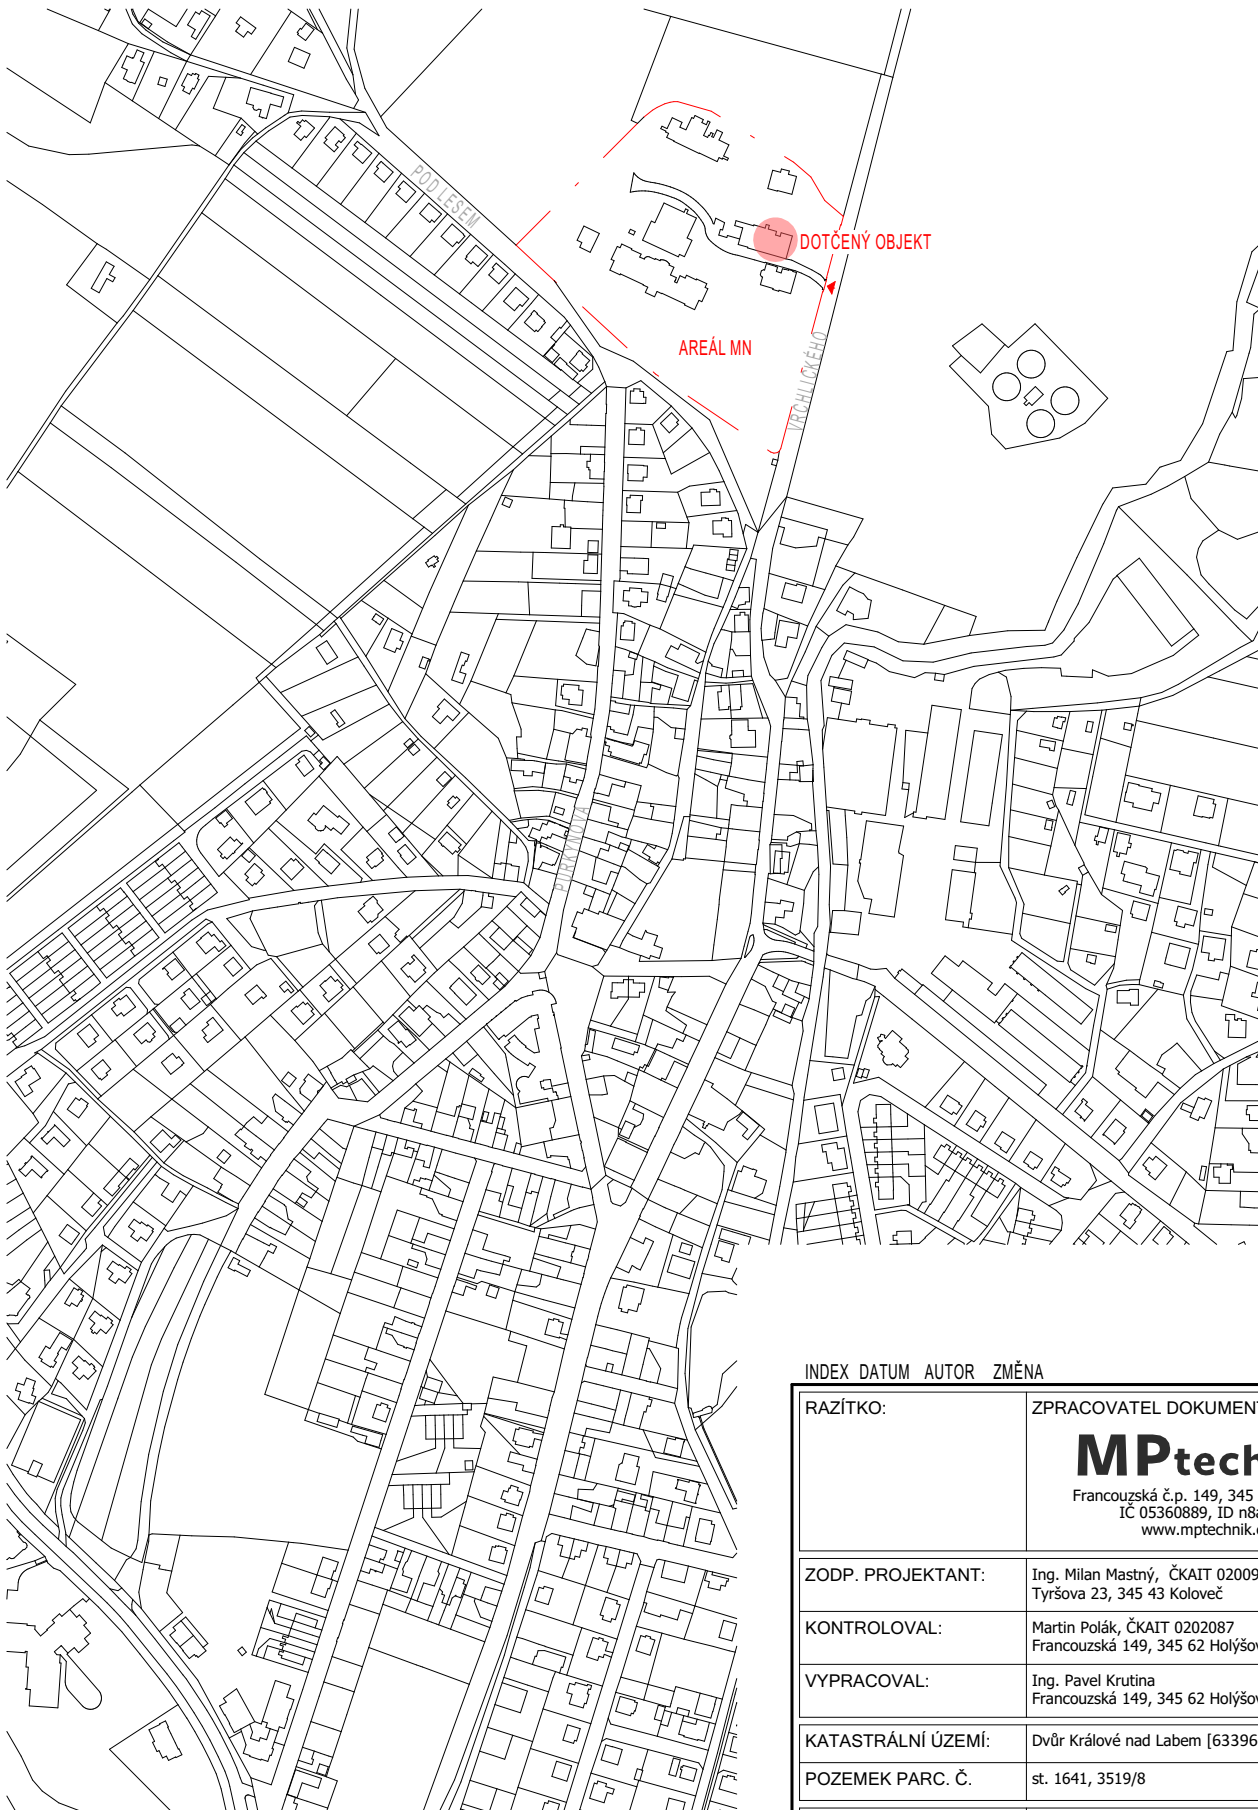 POD LESEM
DOTČENÝ OBJEKT
AREÁL MN
VRCHLICKÉHO
PURKYŇOVA
INDEX DATUM AUTOR ZMĚNA
RAZÍTKO:
ZPRACOVATEL DOKUMENT
MPtech
Francouzská č.p. 149, 345
IČ 05360889, ID n8a
www.mptechnik.
ZODP. PROJEKTANT:
Ing. Milan Mastný, ČKAIT 02009
Tyršova 23, 345 43 Koloveč
KONTROLOVAL:
Martin Polák, ČKAIT 0202087
Francouzská 149, 345 62 Holýšov
VYPRACOVAL:
Ing. Pavel Krutina
Francouzská 149, 345 62 Holýšov
KATASTRÁLNÍ ÚZEMÍ:
Dvůr Králové nad Labem [63396
POZEMEK PARC. Č.
st. 1641, 3519/8